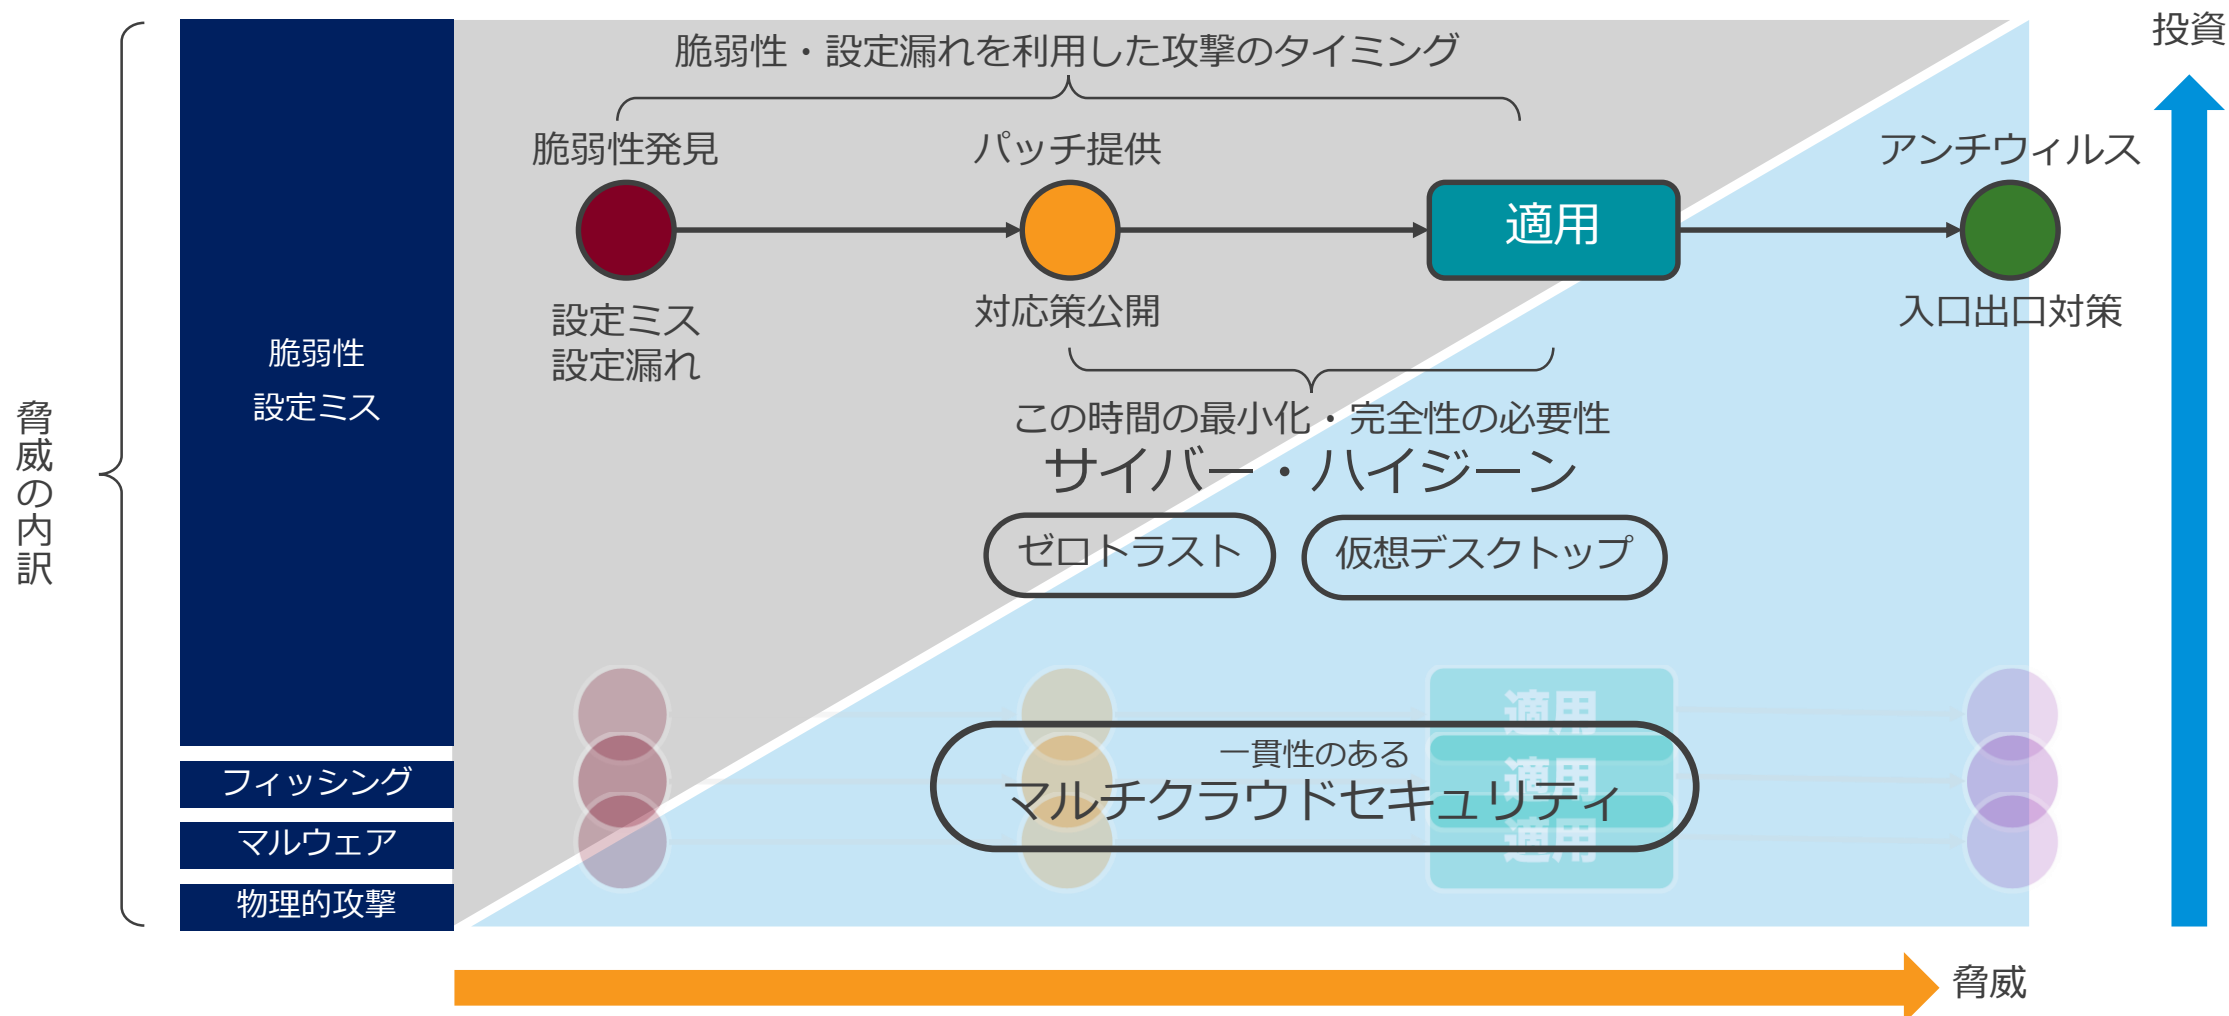 投資
脆弱性・設定漏れを利用した攻撃のタイミング
脆弱性発見
パッチ提供
アンチウィルス
適用
設定ミス
設定漏れ
対応策公開
入口出口対策
脆弱性
設定ミス
脅威の内訳
この時間の最小化・完全性の必要性
サイバー・ハイジーン
ゼロトラスト
仮想デスクトップ
適用
一貫性のある
適用
マルチクラウドセキュリティ
適用
フィッシング
マルウェア
物理的攻撃
脅威